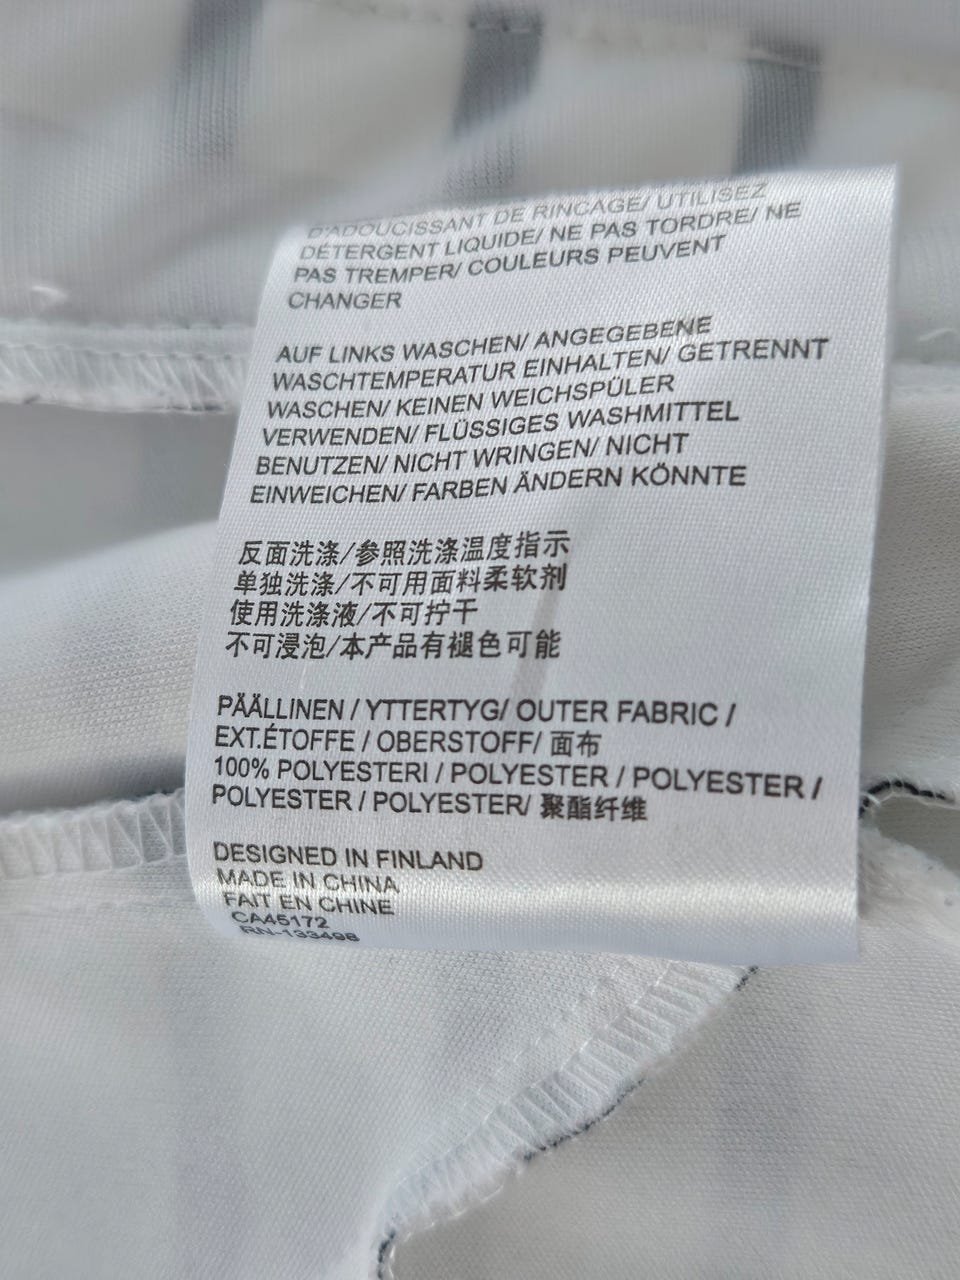 D'ADOUCISSANT DE RINCAGE/ UTILISEZ
DÉTERGENT LIQUIDE/ NE PAS TORDRE/ NE
PAS TREMPER/ COULEURS PEUVENT
CHANGER
AUF LINKS WASCHEN/ ANGEGEBENE
WASCHTEMPERATUR EINHALTEN/ GETRENNT
WASCHEN/ KEINEN WEICHSPÜLER
VERWENDEN/ FLÜSSIGES WASHMITTEL
BENUTZEN/ NICHT WRINGEN/ NICHT
EINWEICHEN/ FARBEN ÄNDERN KÖNNTE
反面洗涤/参照洗涤温度指示
单独洗涤/不可用面料柔软剂
使用洗涤液/不可拧干
不可浸泡/本产品有褪色可能
PÄÄLLINEN / YTTERTYG/ OUTER FABRIC /
EXT.ÉTOFFE / OBERSTOFF/ 面布
100% POLYESTERI / POLYESTER / POLYESTER /
POLYESTER / POLYESTER/ 聚酯纤维
DESIGNED IN FINLAND
MADE IN CHINA
FAIT EN CHINE
CA45172
RN-133498